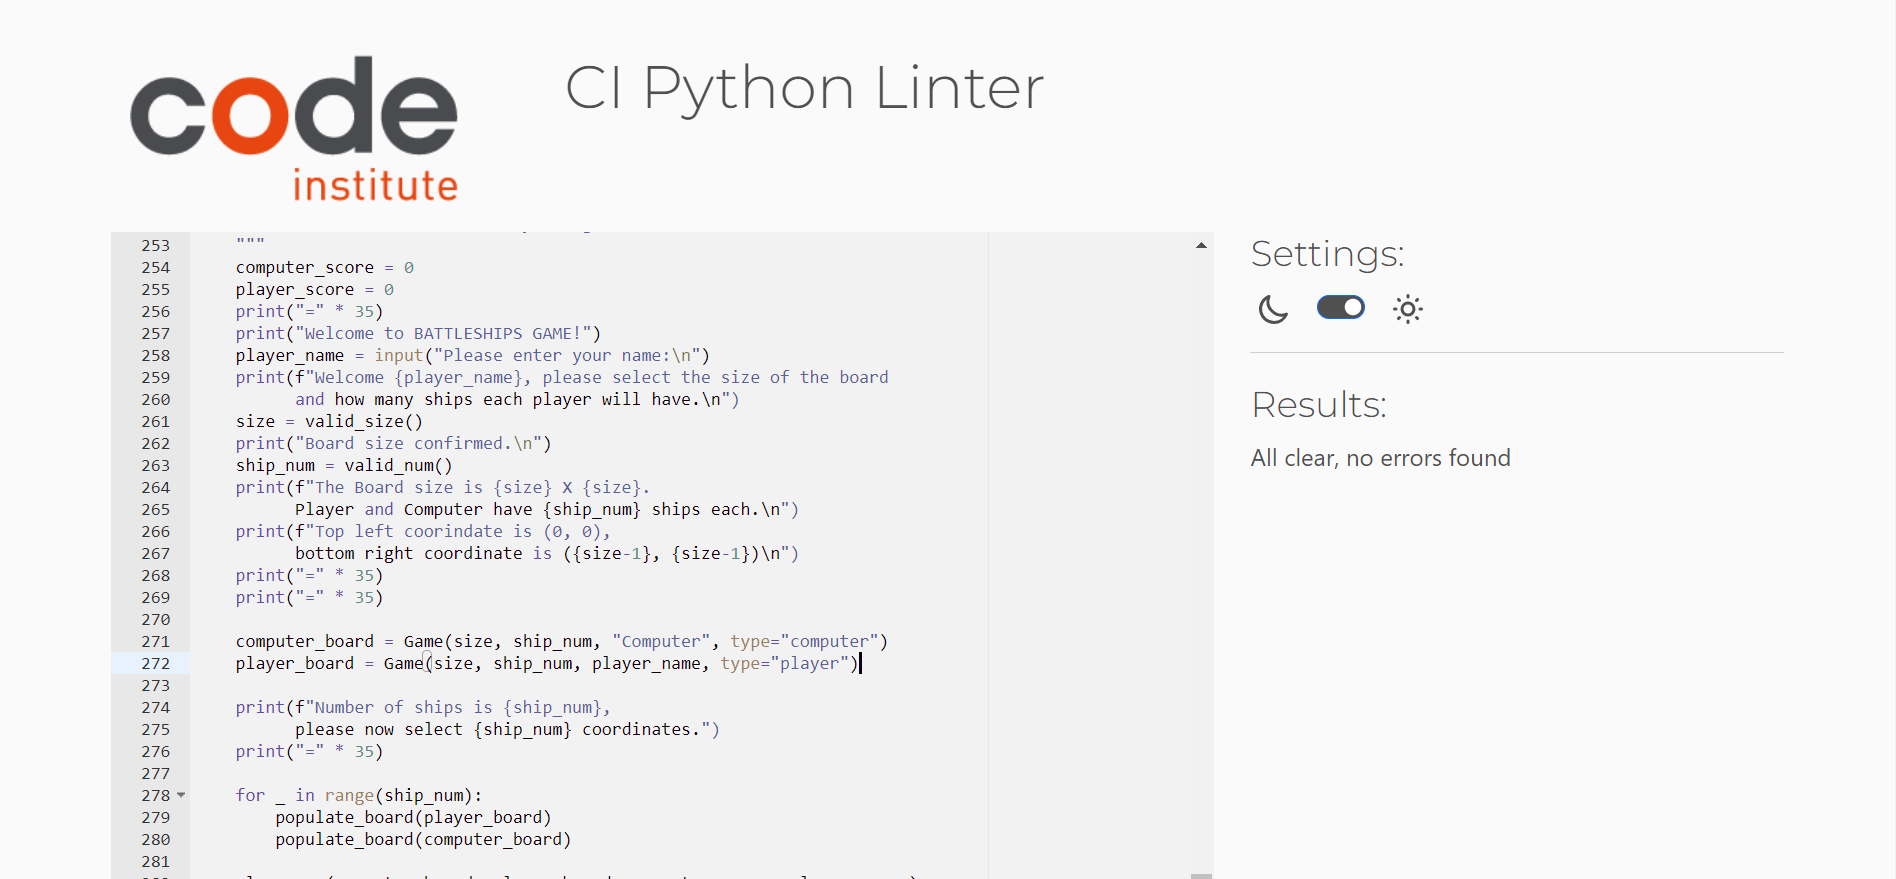 code
institute
CI Python Linter
253 """
254 computer_score = 0
255 player_score = 0
256 print("=" * 35)
257 print("Welcome to BATTLESHIPS GAME!")
258 player_name = input("Please enter your name:\n")
259 print(f"Welcome {player_name}, please select the size of the board
260 and how many ships each player will have.\n")
261 size = valid_size()
262 print("Board size confirmed.\n")
263 ship_num = valid_num()
264 print(f"The Board size is {size} X {size}.
265 Player and Computer have {ship_num} ships each.\n")
266 print(f"Top left coorindate is (0, 0),
267 bottom right coordinate is ({size-1}, {size-1})\n")
268 print("=" * 35)
269 print("=" * 35)
270
271 computer_board = Game(size, ship_num, "Computer", type="computer")
272 player_board = Game(size, ship_num, player_name, type="player")
273
274 print(f"Number of ships is {ship_num},
275 please now select {ship_num} coordinates.")
276 print("=" * 35)
277
278 for _ in range(ship_num):
279 populate_board(player_board)
280 populate_board(computer_board)
281
Settings:
Results:
All clear, no errors found